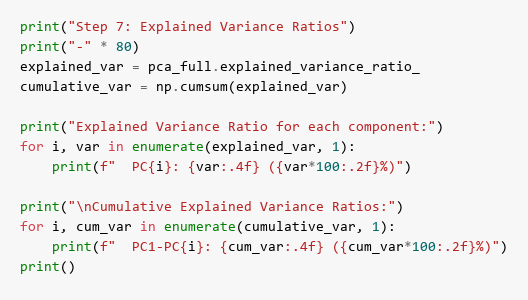 print("Step 7: Explained Variance Ratios")
print("-" * 80)
explained_var = pca_full.explained_variance_ratio_
cumulative_var = np.cumsum(explained_var)

print("Explained Variance Ratio for each component:")
for i, var in enumerate(explained_var, 1):
    print(f"  PC{i}: {var:.4f} ({var*100:.2f}%)")

print("\nCumulative Explained Variance Ratios:")
for i, cum_var in enumerate(cumulative_var, 1):
    print(f"  PC1-PC{i}: {cum_var:.4f} ({cum_var*100:.2f}%)")
print()